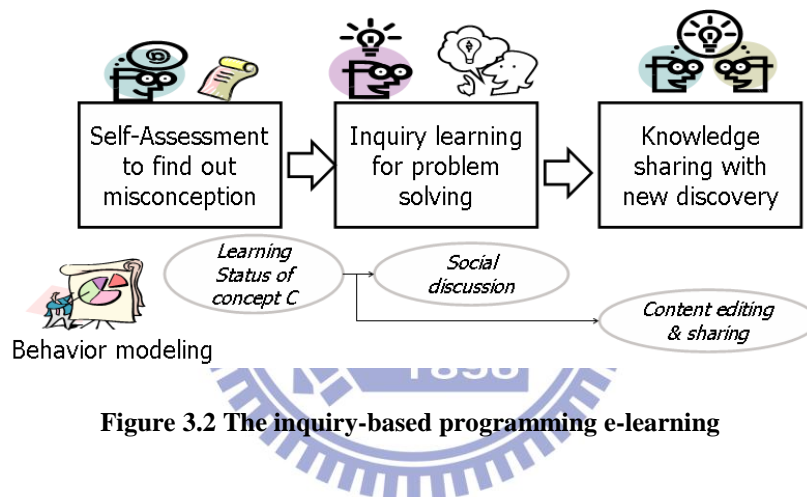 Self-Assessment
to find out
misconception
Inquiry learning
for problem
solving
Knowledge
sharing with
new discovery
Learning
Status of
concept C
Social
discussion
Content editing
& sharing
Behavior modeling
1896
Figure 3.2 The inquiry-based programming e-learning